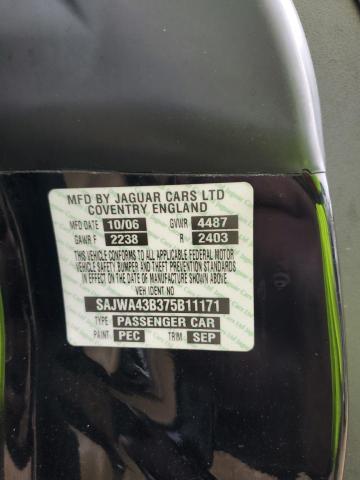 MFD BY JAGUAR CARS LTD
COVENTRY ENGLAND
MFD DATE 10/06 GVWR 4487
GAWR F 2238 R 2403
THIS VEHICLE CONFORMS TO ALL
APPLICABLE FEDERAL MOTOR
VEHICLE SAFETY BUMPER AND THEFT PREVENTION STANDARDS
IN EFFECT ON THE DATE OF MANUFACTURE SHOWN ABOVE
VEH IDENT NO
SAJWA43B375B11171
TYPE PASSENGER CAR
PAINT PEC TRIM SEP